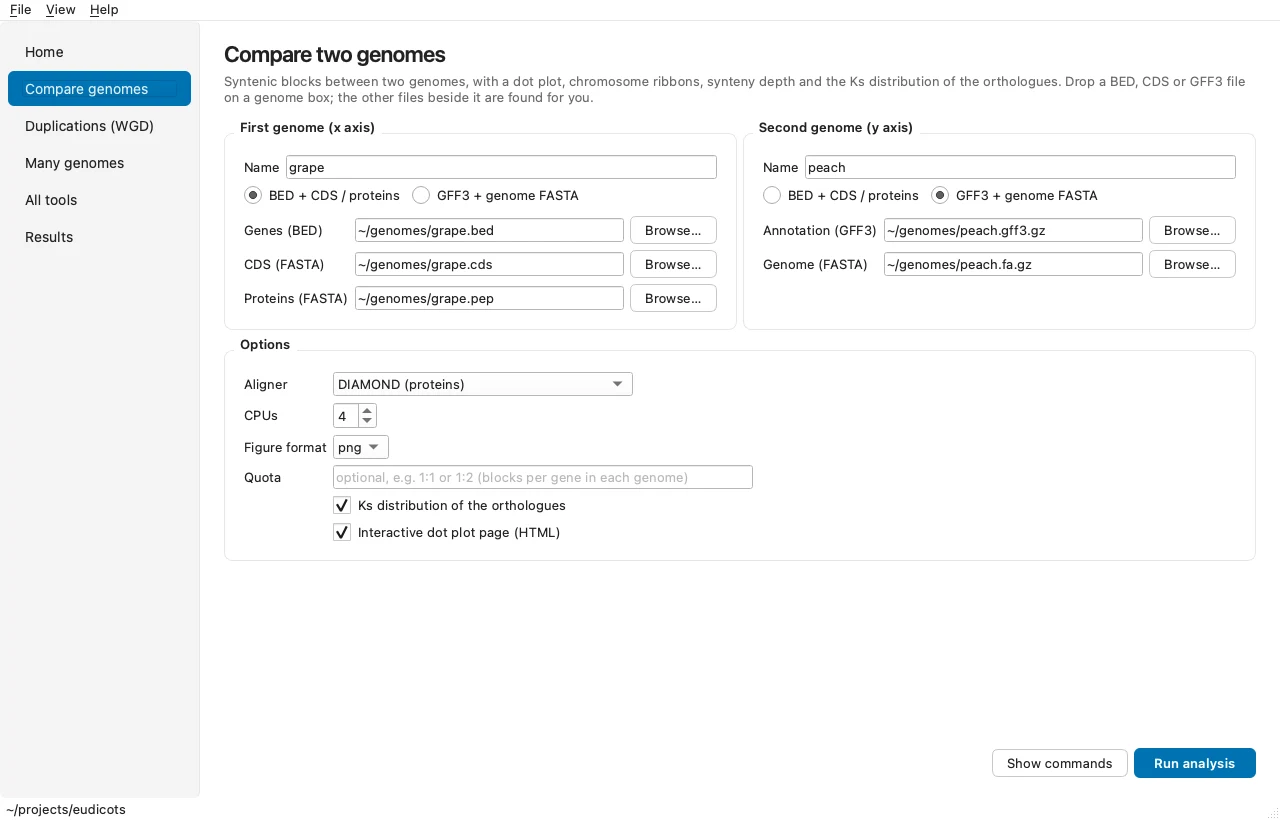 File View Help
Home
Compare genomes
Duplications (WGD)
Many genomes
All tools
Results
Compare two genomes
Syntenic blocks between two genomes, with a dot plot, chromosome ribbons, synteny depth and the Ks distribution of the orthologues. Drop a BED, CDS or GFF3 file
on a genome box; the other files beside it are found for you.
First genome (x axis)
Name grape
BED + CDS / proteins GFF3 + genome FASTA
Genes (BED) ~/genomes/grape.bed Browse...
CDS (FASTA) ~/genomes/grape.cds Browse...
Proteins (FASTA) ~/genomes/grape.pep Browse...
Second genome (y axis)
Name peach
BED + CDS / proteins GFF3 + genome FASTA
Annotation (GFF3) ~/genomes/peach.gff3.gz Browse...
Genome (FASTA) ~/genomes/peach.fa.gz Browse...
Options
Aligner DIAMOND (proteins)
CPUs 4
Figure format png
Quota optional, e.g. 1:1 or 1:2 (blocks per gene in each genome)
Ks distribution of the orthologues
Interactive dot plot page (HTML)
Show commands Run analysis
~/projects/eudicots